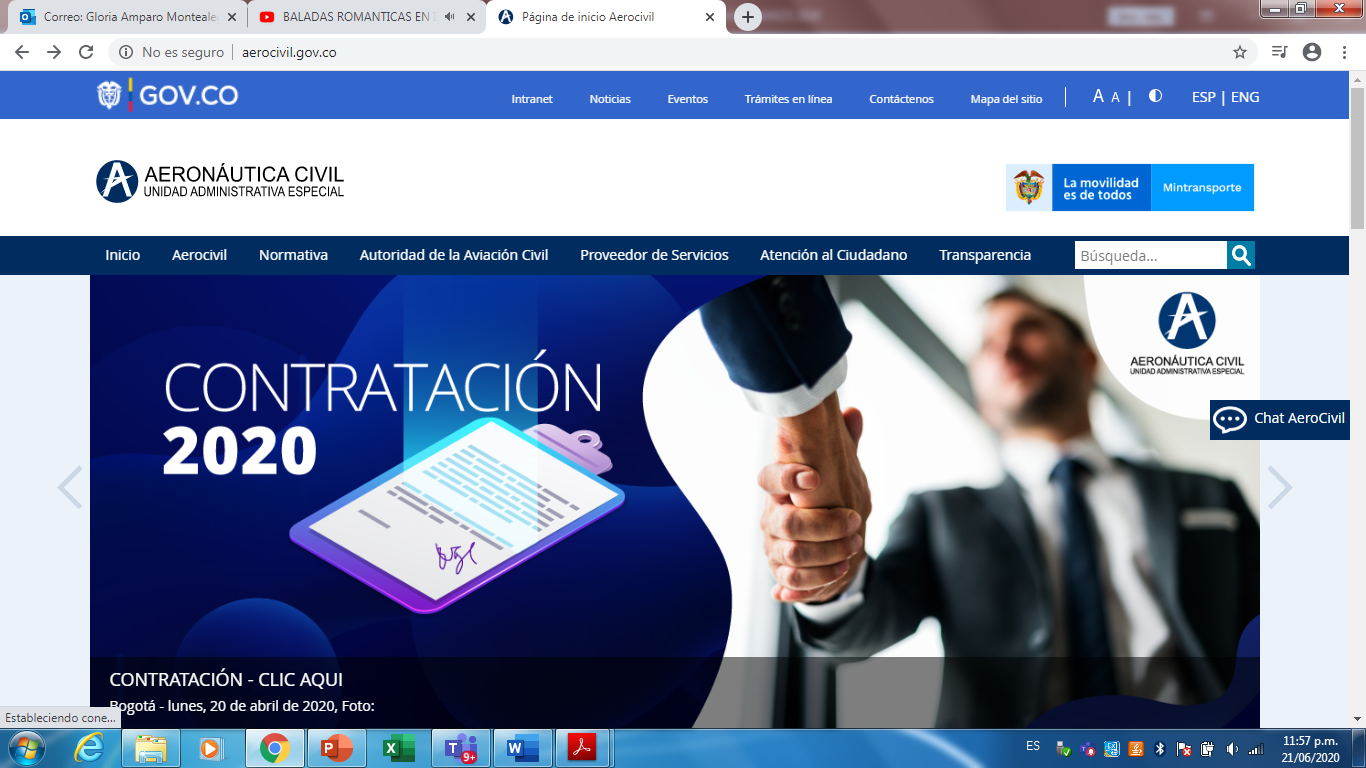 Correo: Gloria Amparo Monteale
BALADAS ROMANTICAS EN
Página de inicio Aerocivil
No es seguro
aerocivil.gov.co
GOV.CO
Intranet
Noticias
Eventos
Trámites en línea
Contáctenos
Mapa del sitio
A A |
ESP | ENG
AERONÁUTICA CIVIL
UNIDAD ADMINISTRATIVA ESPECIAL
La movilidad
es de todos
Mintransporte
Inicio
Aerocivil
Normativa
Autoridad de la Aviación Civil
Proveedor de Servicios
Atención al Ciudadano
Transparencia
Búsqueda...
CONTRATACIÓN
2020
AERONÁUTICA CIVIL
UNIDAD ADMINISTRATIVA ESPECIAL
Chat AeroCivil
CONTRATACIÓN - CLIC AQUI
Bogotá - lunes, 20 de abril de 2020, Foto:
Estableciendo cone...
9+
ES
11:57 p.m.
21/06/2020